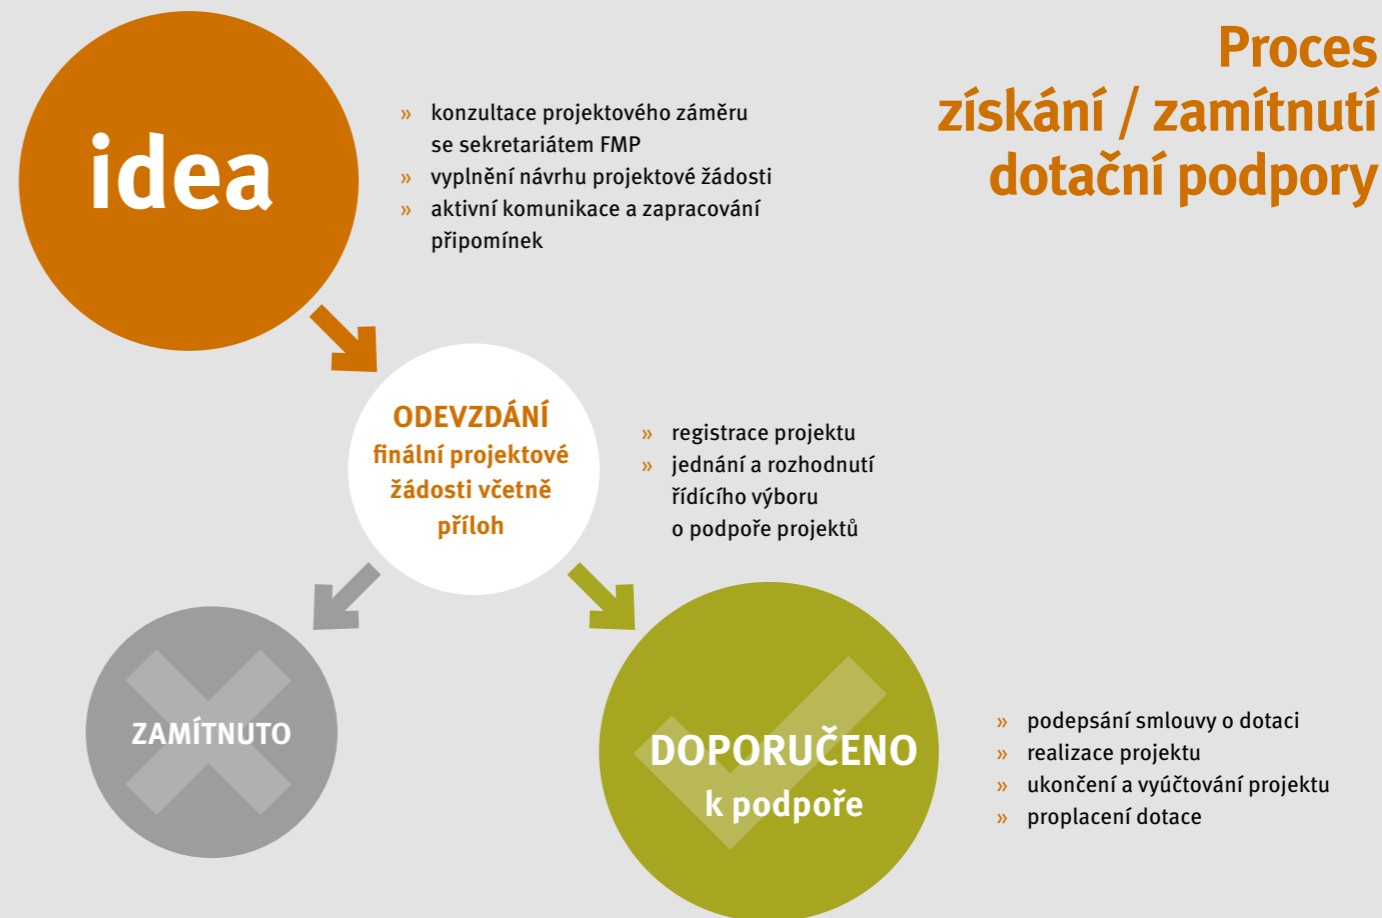 Proces
získání / zamítnutí
dotační podpory
idea
» konzultace projektového záměru
se sekretariátem FMP
» vyplnění návrhu projektové žádosti
» aktivní komunikace a zapracování
připomínek
ODEVZDÁNÍ
finální projektové
žádosti včetně
příloh
» registrace projektu
» jednání a rozhodnutí
řídícího výboru
o podpoře projektů
ZAMÍTNUTO
DOPORUČENO
k podpoře
» podepsání smlouvy o dotaci
» realizace projektu
» ukončení a vyúčtování projektu
» proplacení dotace